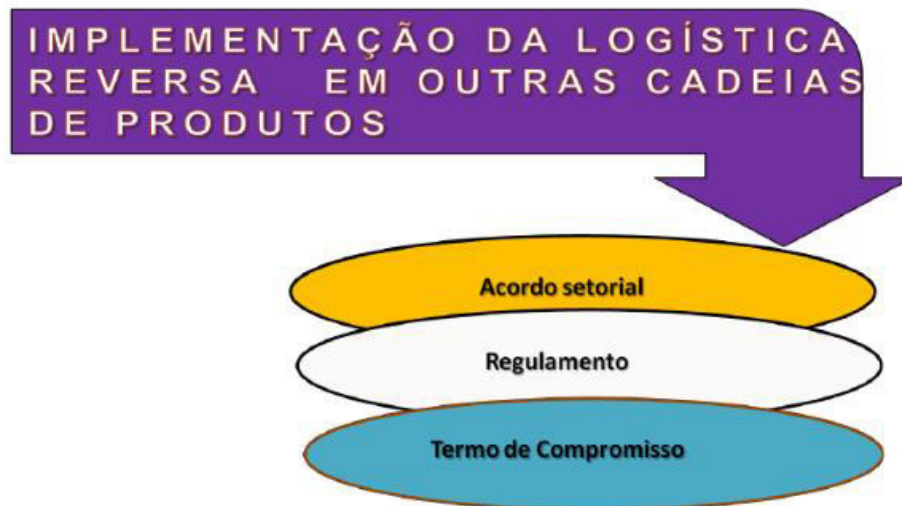 IMPLEMENTAÇÃO DA LOGÍSTICA
REVERSA EM OUTRAS CADEIAS
DE PRODUTOS
Acordo setorial
Regulamento
Termo de Compromisso